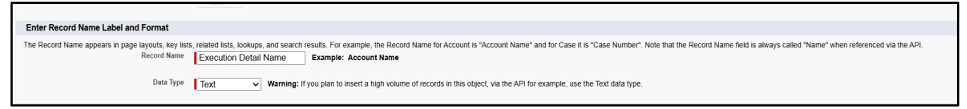 Enter Record Name Label and Format
The Record Name appears in page layouts, key lists, related lists, lookups, and search results. For example, the Record Name for Account is "Account Name" and for Case it is "Case Number". Note that the Record Name field is always called "Name" when referenced via the API.
Record Name Execution Detail Name Example: Account Name
Data Type Text Warning: If you plan to insert a high volume of records in this object, via the API for example, use the Text data type.